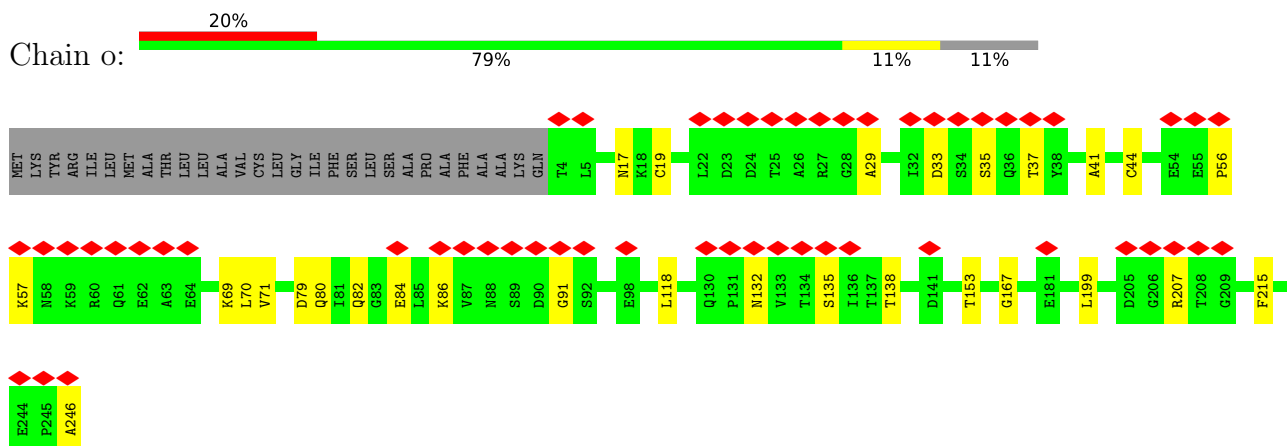 20%
Chain o:
79% 11% 11%
MET LYS TYR ARG ILE LEU MET ALA THR LEU LEU ALA VAL CYS LEU GLY ILE PHE SER LEU SER ALA PRO ALA PHE ALA ALA LYS GLN T4 L5 N17 K18 C19 L22 D23 D24 T25 A26 R27 G28 A29 I32 D33 S34 S35 Q36 T37 Y38 A41 C44 E54 E55 P56
K57 N58 K59 R60 Q61 E62 A63 E64 K69 L70 V71 D79 Q80 I81 Q82 G83 E84 L85 K86 V87 N88 S89 D90 G91 S92 E98 L118 Q130 P131 N132 V133 T134 S135 I136 T137 T138 D141 T153 G167 E181 L199 D205 G206 R207 T208 G209 F215
E244 P245 A246